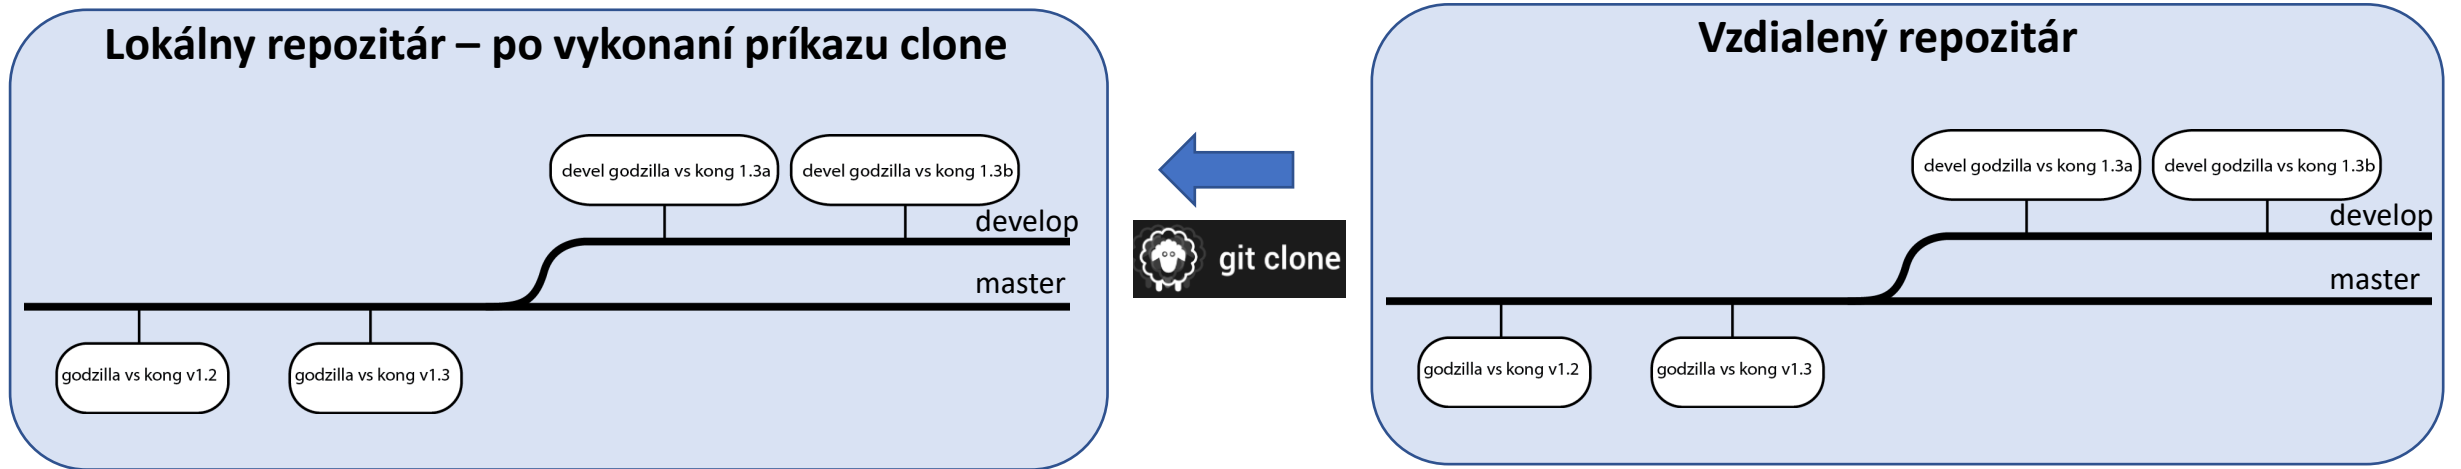 Lokálny repozitár – po vykonaní príkazu clone
devel godzilla vs kong 1.3a
devel godzilla vs kong 1.3b
develop
master
godzilla vs kong v1.2
godzilla vs kong v1.3
git clone
Vzdialený repozitár
devel godzilla vs kong 1.3a
devel godzilla vs kong 1.3b
develop
master
godzilla vs kong v1.2
godzilla vs kong v1.3